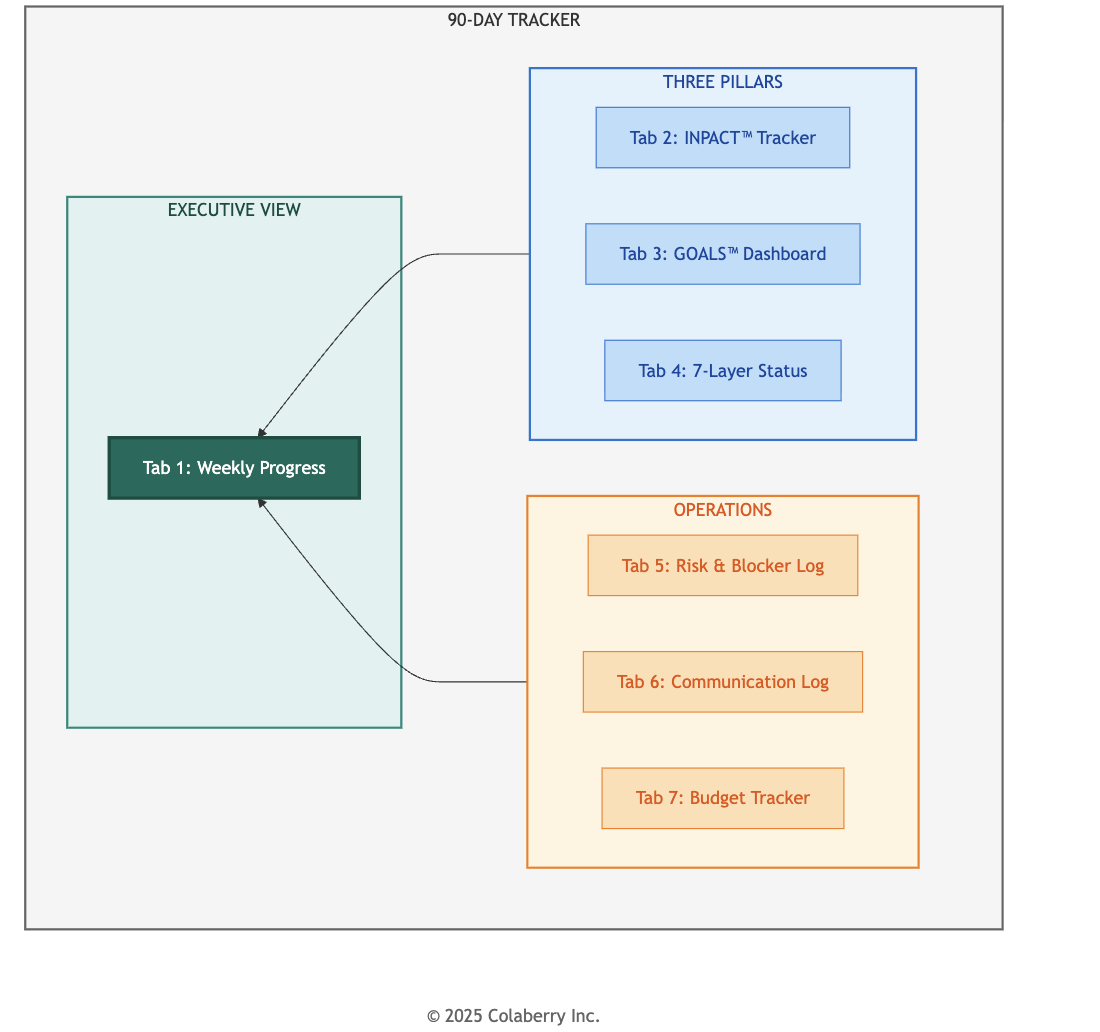 90-DAY TRACKER
THREE PILLARS
Tab 2: INPACT™ Tracker
Tab 3: GOALS™ Dashboard
Tab 4: 7-Layer Status
EXECUTIVE VIEW
Tab 1: Weekly Progress
OPERATIONS
Tab 5: Risk & Blocker Log
Tab 6: Communication Log
Tab 7: Budget Tracker
© 2025 Colaberry Inc.